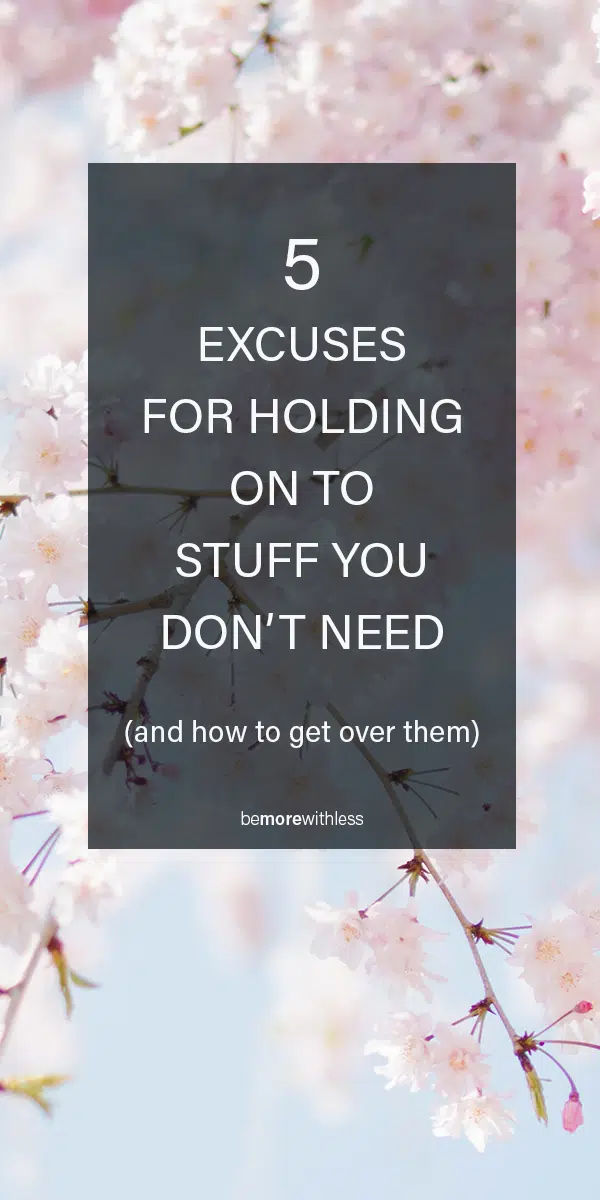 5
EXCUSES
FOR HOLDING
ON TO
STUFF YOU
DON’T NEED
(and how to get over them)
bemorewithless